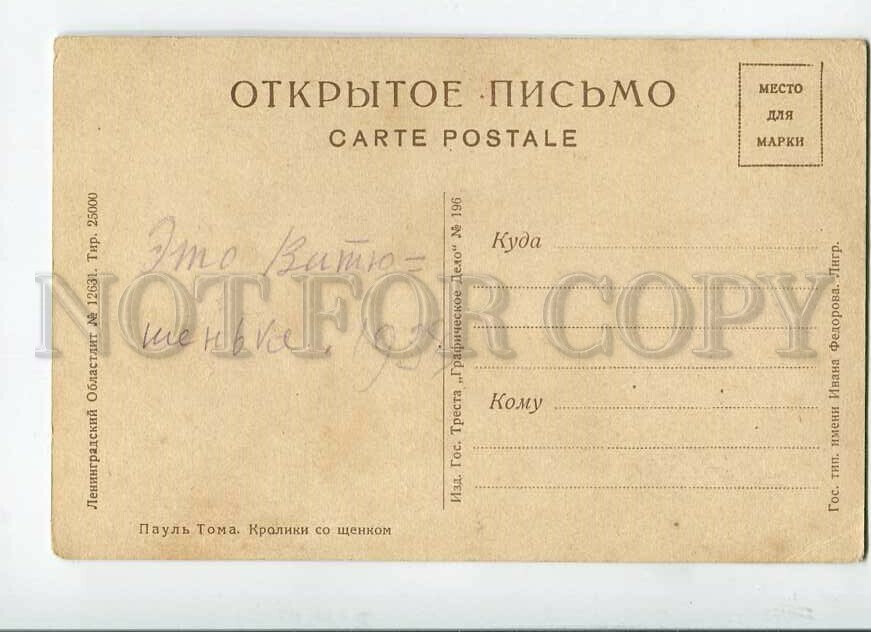 ОТКРЫТОЕ ПИСЬМО
CARTE POSTALE
МЕСТО
ДЛЯ
МАРКИ
Ленинградский Областлит № 12631. Тир. 25000
Это Витю=
шеньке. 193
Пауль Тома. Кролики со щенком
Изд. Гос. Треста „Графическое Дело" № 196
Куда
Кому
Гос. тип. имени Ивана Федорова. Лнгр.
NOT FOR COPY